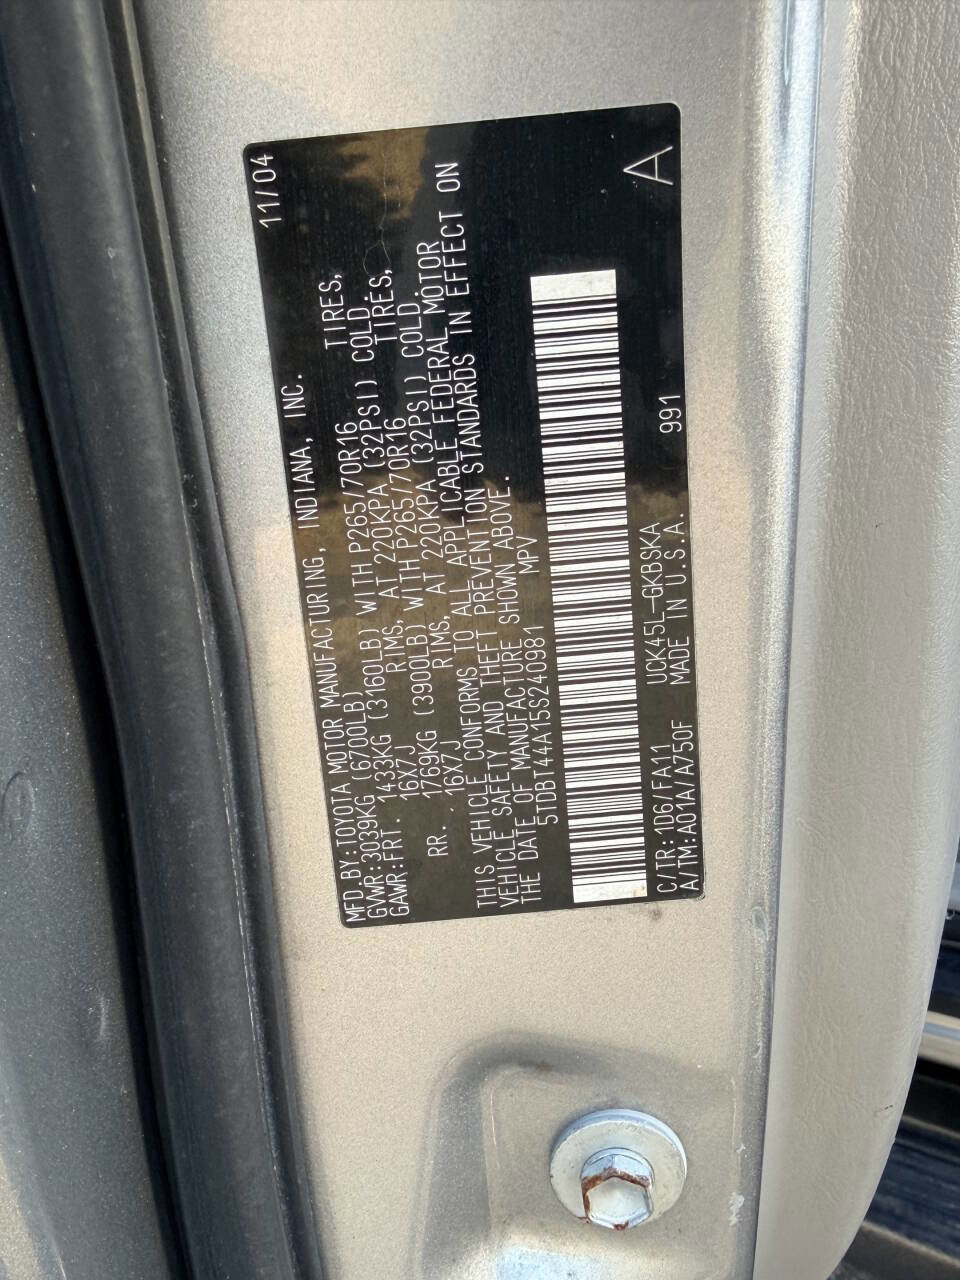 MFD.BY:TOYOTA MOTOR MANUFACTURING, INDIANA, INC. 11/04
GVWR:3039KG (6700LB)
GAWR:FRT. 1433KG (3160LB) WITH P265/70R16 TIRES,
16X7J RIMS, AT 220KPA (32PSI) COLD.
RR. 1769KG (3900LB) WITH P265/70R16 TIRES,
16X7J RIMS, AT 220KPA (32PSI) COLD.
THIS VEHICLE CONFORMS TO ALL APPLICABLE FEDERAL MOTOR
VEHICLE SAFETY AND THEFT PREVENTION STANDARDS IN EFFECT ON
THE DATE OF MANUFACTURE SHOWN ABOVE.
5TDBT44A15S240981 MPV
C/TR:1D6/FA11 UCK45L-GKBSKA
A/TM:A01A/A750F MADE IN U.S.A. 991 A